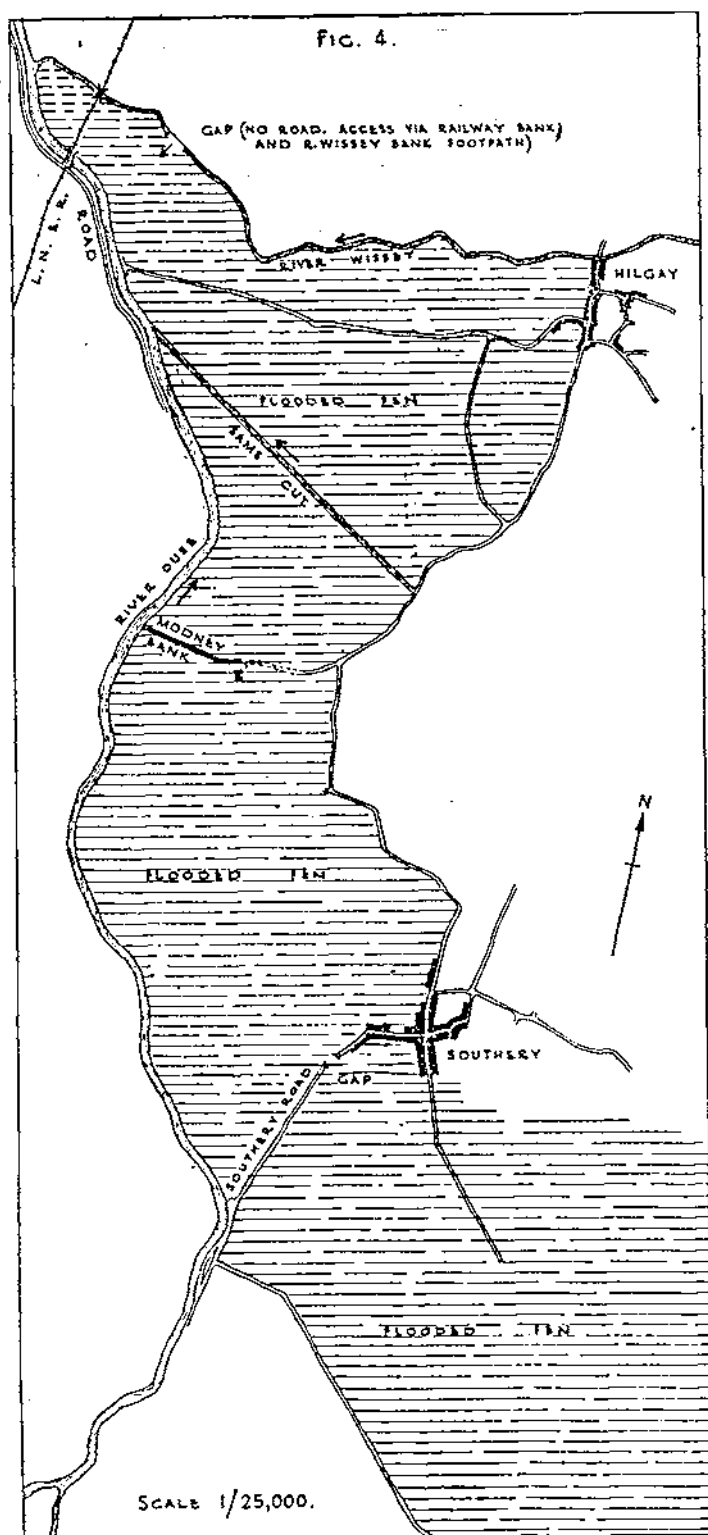 FIG. 4.
GAP (NO ROAD. ACCESS VIA RAILWAY BANK)
AND R. WISSEY BANK FOOTPATH)
L. N. E. R.
ROAD
RIVER WISSEY
HILGAY
FLOODED FEN
SAMS CUT
RIVER OUSE
MODNEY
BANK
N
FLOODED FEN
SOUTHERY
GAP
SOUTHERY ROAD
FLOODED FEN
SCALE 1/25,000.